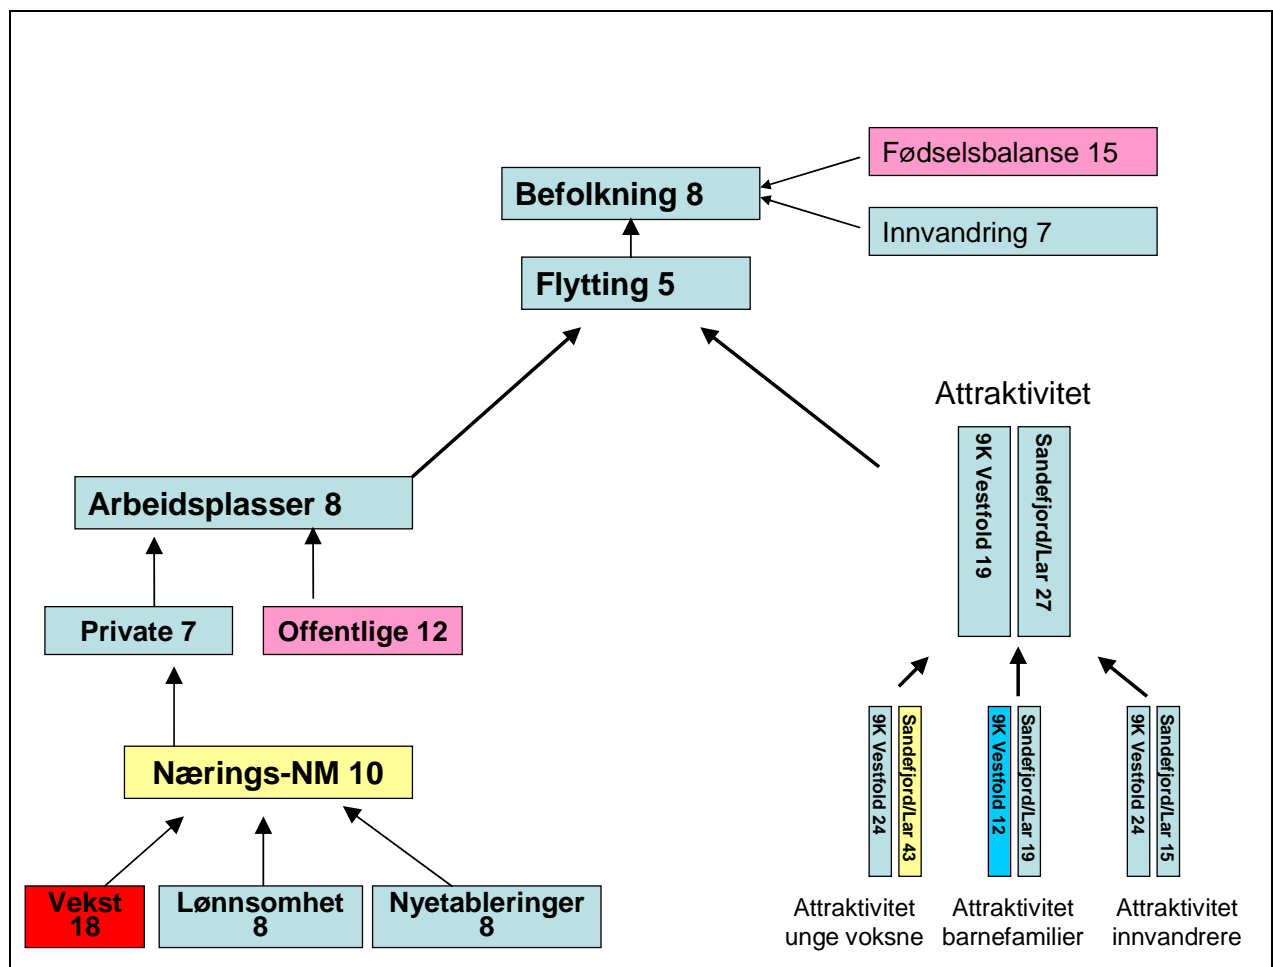 Fødselsbalanse 15
Befolkning 8
Innvandring 7
Flytting 5
Attraktivitet
9K Vestfold 19
Sandefjord/Lar 27
Arbeidsplasser 8
Private 7
Offentlige 12
Nærings-NM 10
Vekst
18
Lønnsomhet
8
Nyetableringer
8
9K Vestfold 24
Sandefjord/Lar 43
9K Vestfold 12
Sandefjord/Lar 19
9K Vestfold 24
Sandefjord/Lar 15
Attraktivitet
unge voksne
Attraktivitet
barnefamilier
Attraktivitet
innvandrere